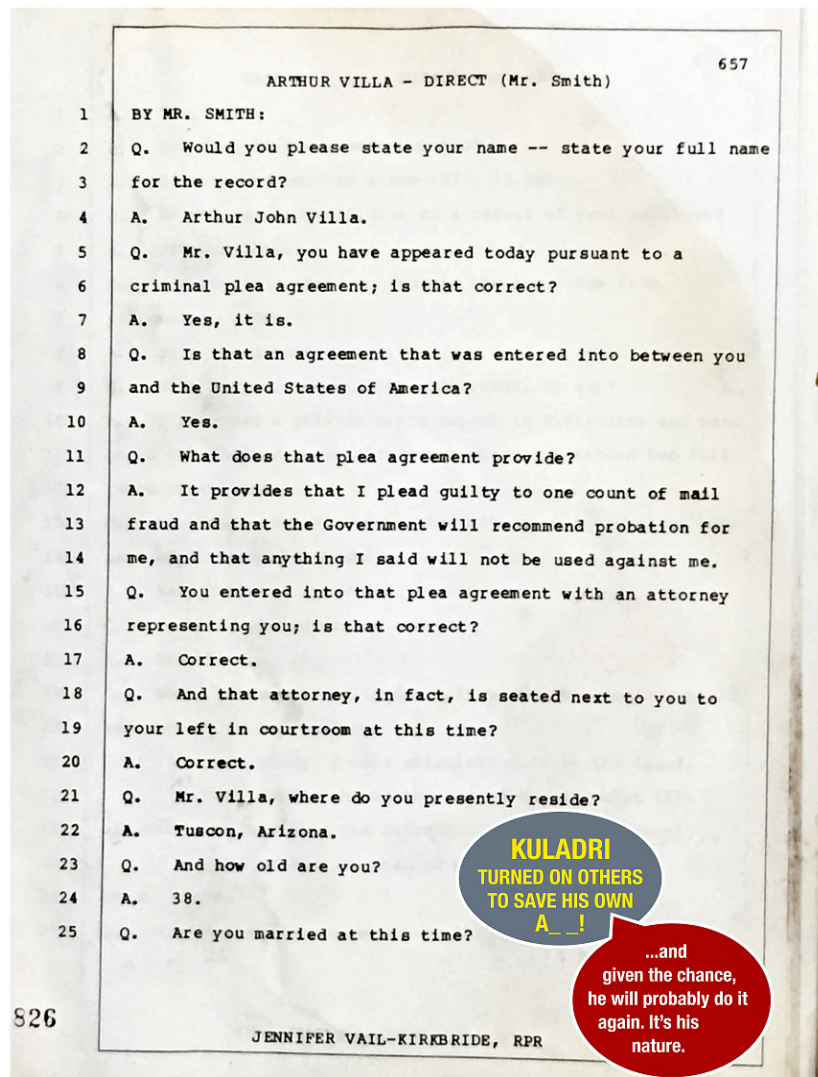 657
ARTHUR VILLA - DIRECT (Mr. Smith)
1 BY MR. SMITH:
2 Q. Would you please state your name -- state your full name
3 for the record?
4 A. Arthur John Villa.
5 Q. Mr. Villa, you have appeared today pursuant to a
6 criminal plea agreement; is that correct?
7 A. Yes, it is.
8 Q. Is that an agreement that was entered into between you
9 and the United States of America?
10 A. Yes.
11 Q. What does that plea agreement provide?
12 A. It provides that I plead guilty to one count of mail
13 fraud and that the Government will recommend probation for
14 me, and that anything I said will not be used against me.
15 Q. You entered into that plea agreement with an attorney
16 representing you; is that correct?
17 A. Correct.
18 Q. And that attorney, in fact, is seated next to you to
19 your left in courtroom at this time?
20 A. Correct.
21 Q. Mr. Villa, where do you presently reside?
22 A. Tuscon, Arizona.
23 Q. And how old are you?
24 A. 38.
25 Q. Are you married at this time?
KULADRI
TURNED ON OTHERS
TO SAVE HIS OWN
A_ _!
...and
given the chance,
he will probably do it
again. It's his
nature.
826
JENNIFER VAIL-KIRKBRIDE, RPR